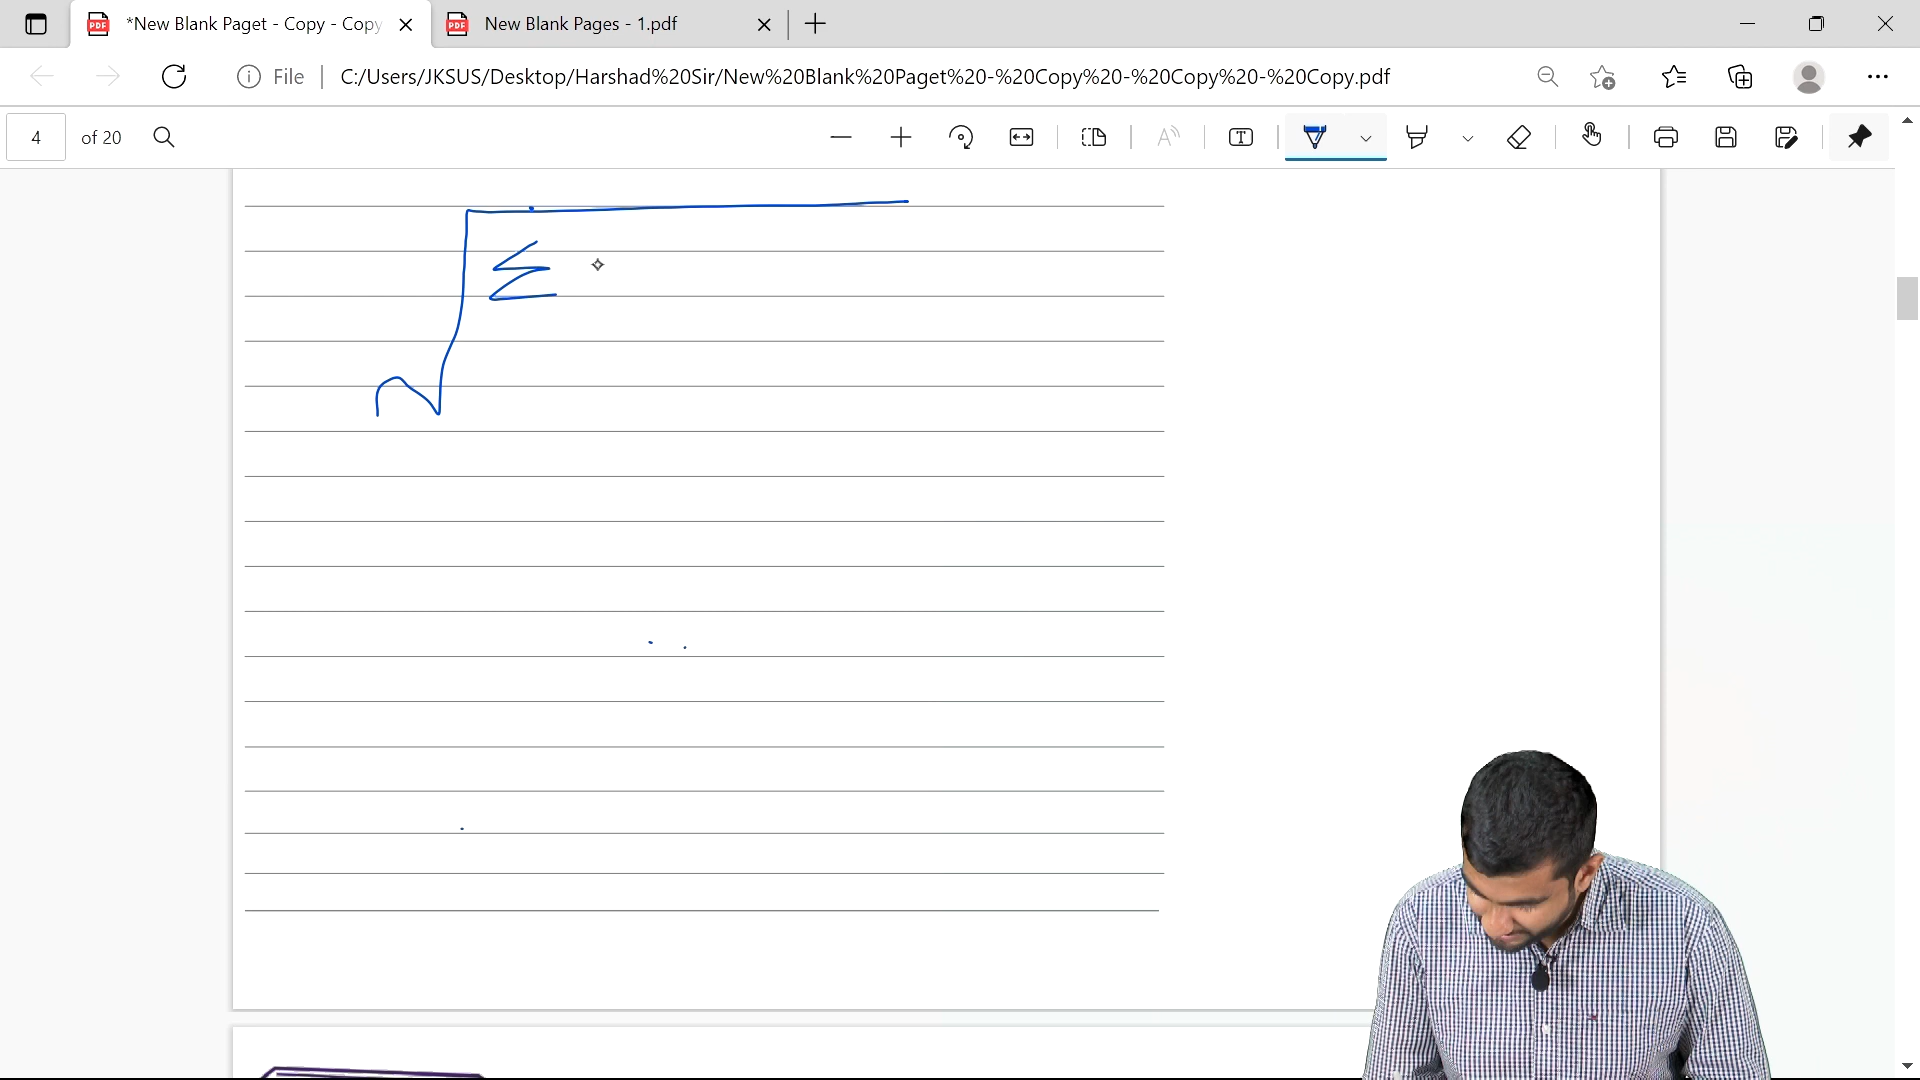 *New Blank Paget - Copy - Copy
New Blank Pages - 1.pdf
File
C:/Users/JKSUS/Desktop/Harshad%20Sir/New%20Blank%20Paget%20-%20Copy%20-%20Copy%20-%20Copy.pdf
4 of 20
√Σ